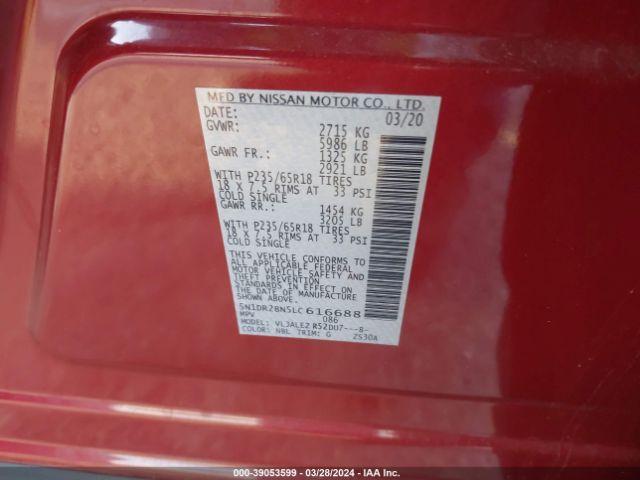 MFD BY NISSAN MOTOR CO., LTD.
DATE: 03/20
GVWR: 2715 KG
5986 LB
GAWR FR.: 1325 KG
2921 LB
WITH P235/65R18 TIRES
18 X 7.5 RIMS AT 33 PSI
COLD SINGLE
GAWR RR.: 1454 KG
3205 LB
WITH P235/65R18 TIRES
18 X 7.5 RIMS AT 33 PSI
COLD SINGLE
THIS VEHICLE CONFORMS TO
ALL APPLICABLE FEDERAL
MOTOR VEHICLE SAFETY AND
THEFT PREVENTION
STANDARDS IN EFFECT ON
THE DATE OF MANUFACTURE
SHOWN ABOVE.
5N1DR2BN5LC616688
MPV 086
MODEL: VLJALE2 R52DU7---8-
COLOR: NBL TRIM: G ZS30A
000-39053599 - 03/28/2024 - IAA Inc.